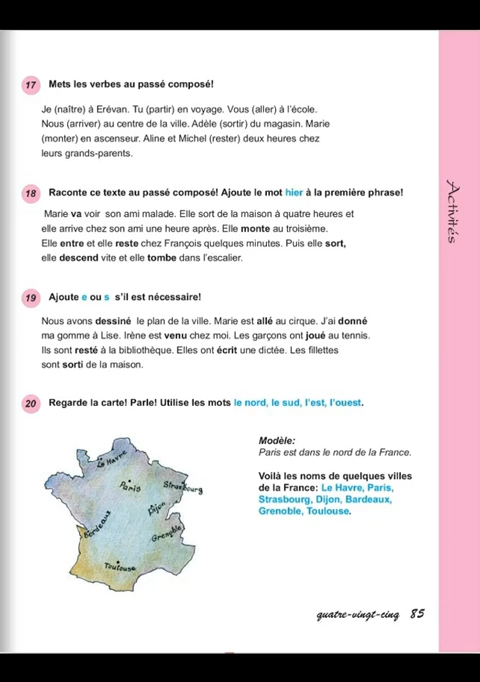 17 Mets les verbes au passé composé!
Je (naître) à Erévan. Tu (partir) en voyage. Vous (aller) à l'école.
Nous (arriver) au centre de la ville. Adèle (sortir) du magasin. Marie
(monter) en ascenseur. Aline et Michel (rester) deux heures chez
leurs grands-parents.
18 Raconte ce texte au passé composé! Ajoute le mot hier à la première phrase!
Marie va voir son ami malade. Elle sort de la maison à quatre heures et
elle arrive chez son ami une heure après. Elle monte au troisième.
Elle entre et elle reste chez François quelques minutes. Puis elle sort,
elle descend vite et elle tombe dans l'escalier.
19 Ajoute e ou s s'il est nécessaire!
Nous avons dessiné le plan de la ville. Marie est allé au cirque. J'ai donné
ma gomme à Lise. Irène est venu chez moi. Les garçons ont joué au tennis.
Ils sont resté à la bibliothèque. Elles ont écrit une dictée. Les fillettes
sont sorti de la maison.
20 Regarde la carte! Parle! Utilise les mots le nord, le sud, l'est, l'ouest.
Modèle:
Paris est dans le nord de la France.
Voilà les noms de quelques villes
de la France: Le Havre, Paris,
Strasbourg, Dijon, Bardeaux,
Grenoble, Toulouse.
Le Havre
Paris
Strasbourg
Dijon
Bordeaux
Grenoble
Toulouse
Activités
quatre-vingt-cinq 85